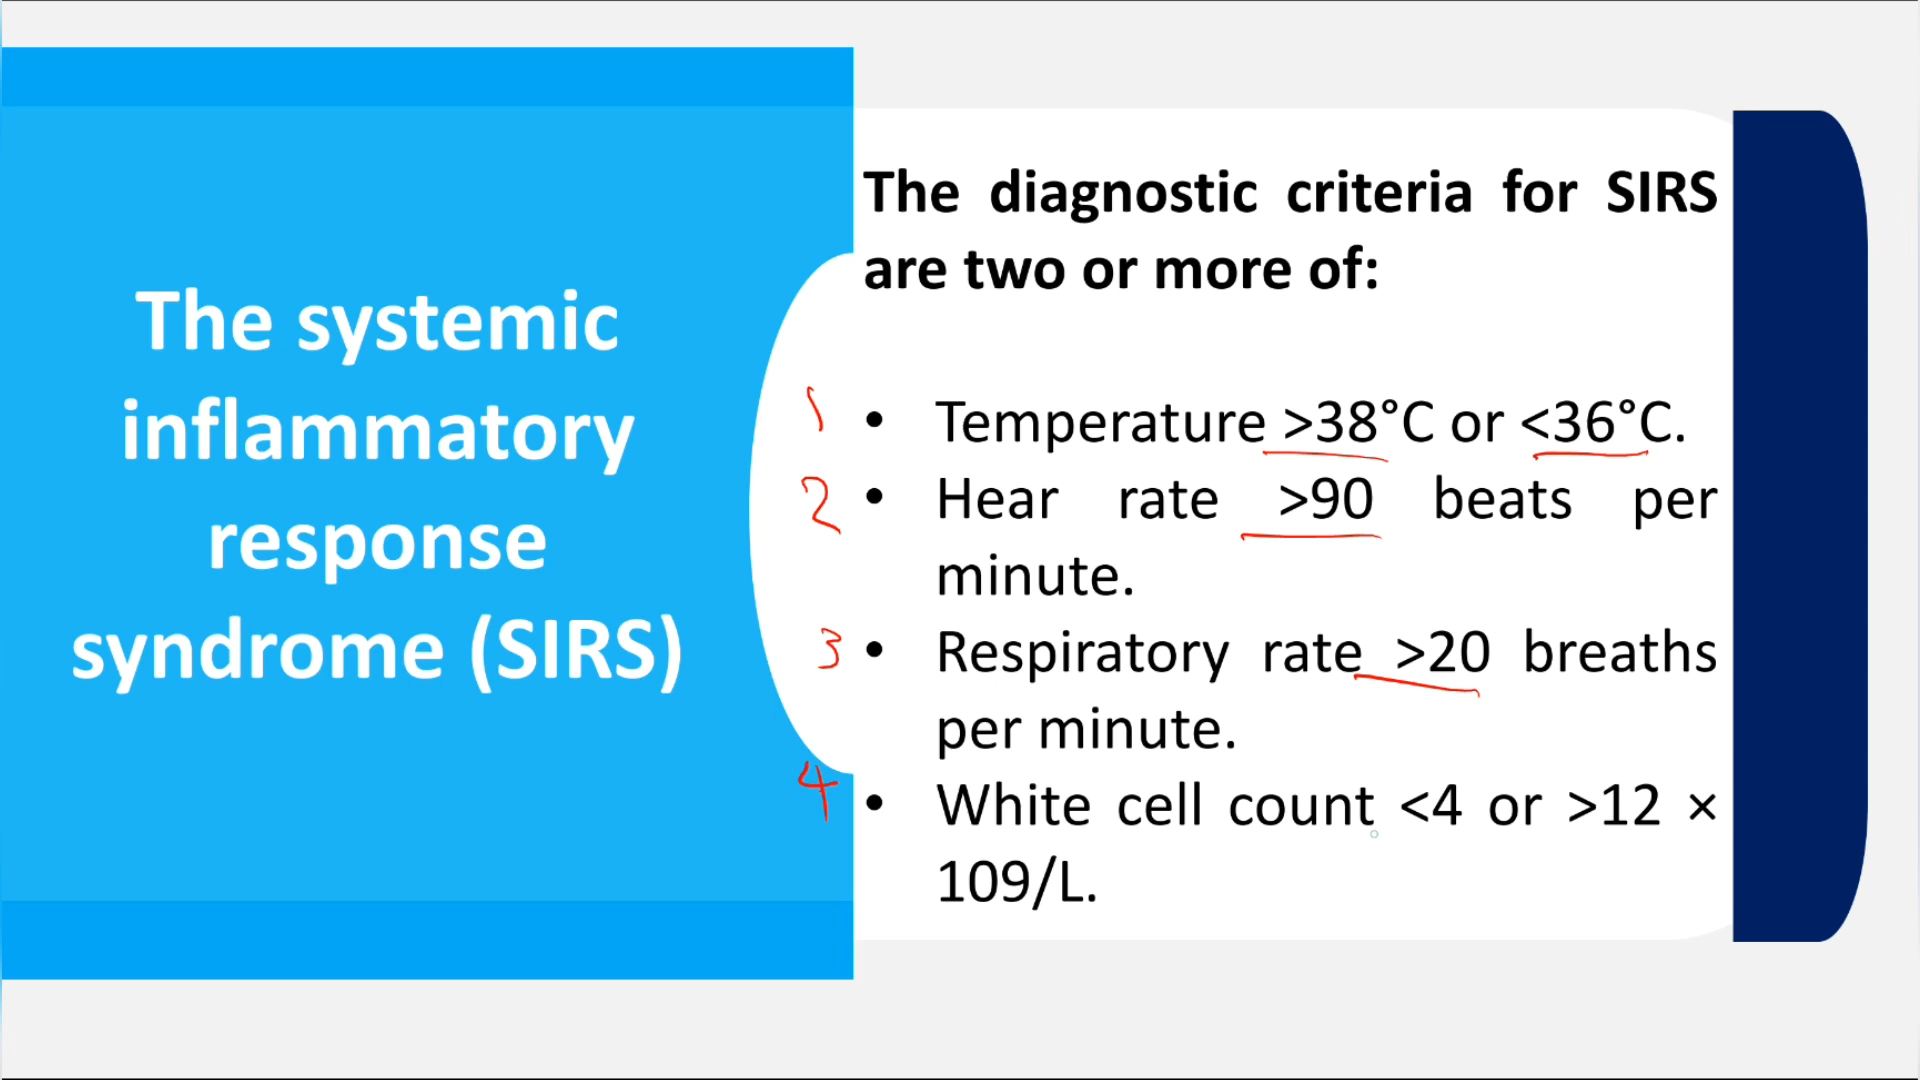 The systemic
inflammatory
response
syndrome (SIRS)
The diagnostic criteria for SIRS
are two or more of:
1 • Temperature >38°C or <36°C.
2 • Hear rate >90 beats per
minute.
3 • Respiratory rate >20 breaths
per minute.
4 • White cell count <4 or >12 ×
109/L.